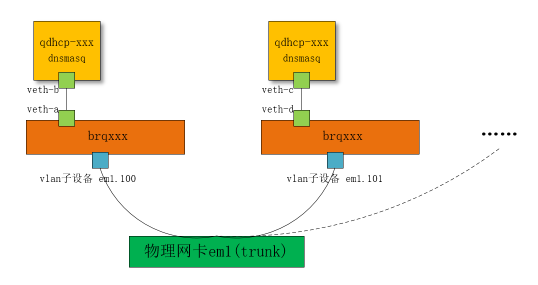 qdhcp-xxx
dnsmasq
qdhcp-xxx
dnsmasq
veth-b
veth-c
veth-a
veth-d
brqxxx
brqxxx
……
vlan子设备 em1.100
vlan子设备 em1.101
物理网卡em1(trunk)